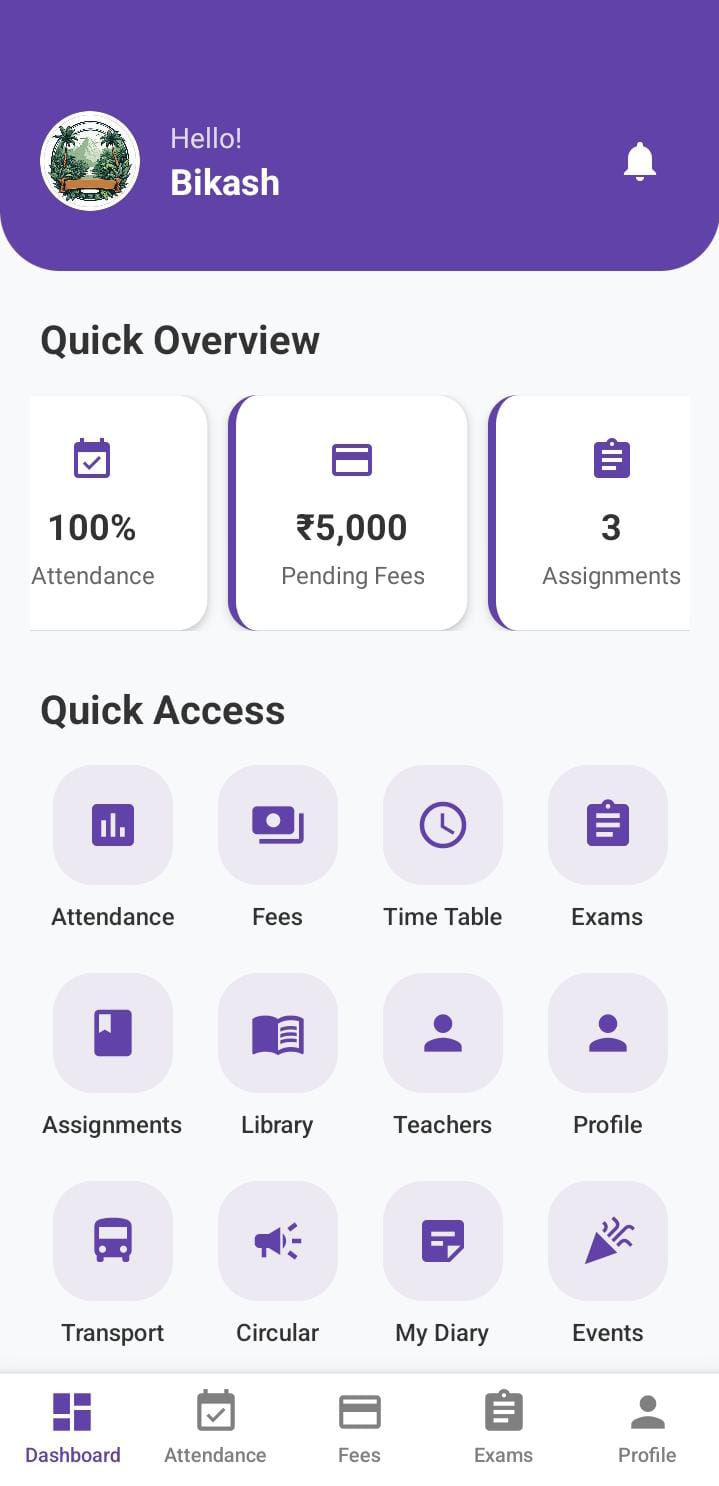 Hello!
Bikash
Quick Overview
100%
Attendance
₹5,000
Pending Fees
3
Assignments
Quick Access
Attendance
Fees
Time Table
Exams
Assignments
Library
Teachers
Profile
Transport
Circular
My Diary
Events
Dashboard
Attendance
Fees
Exams
Profile